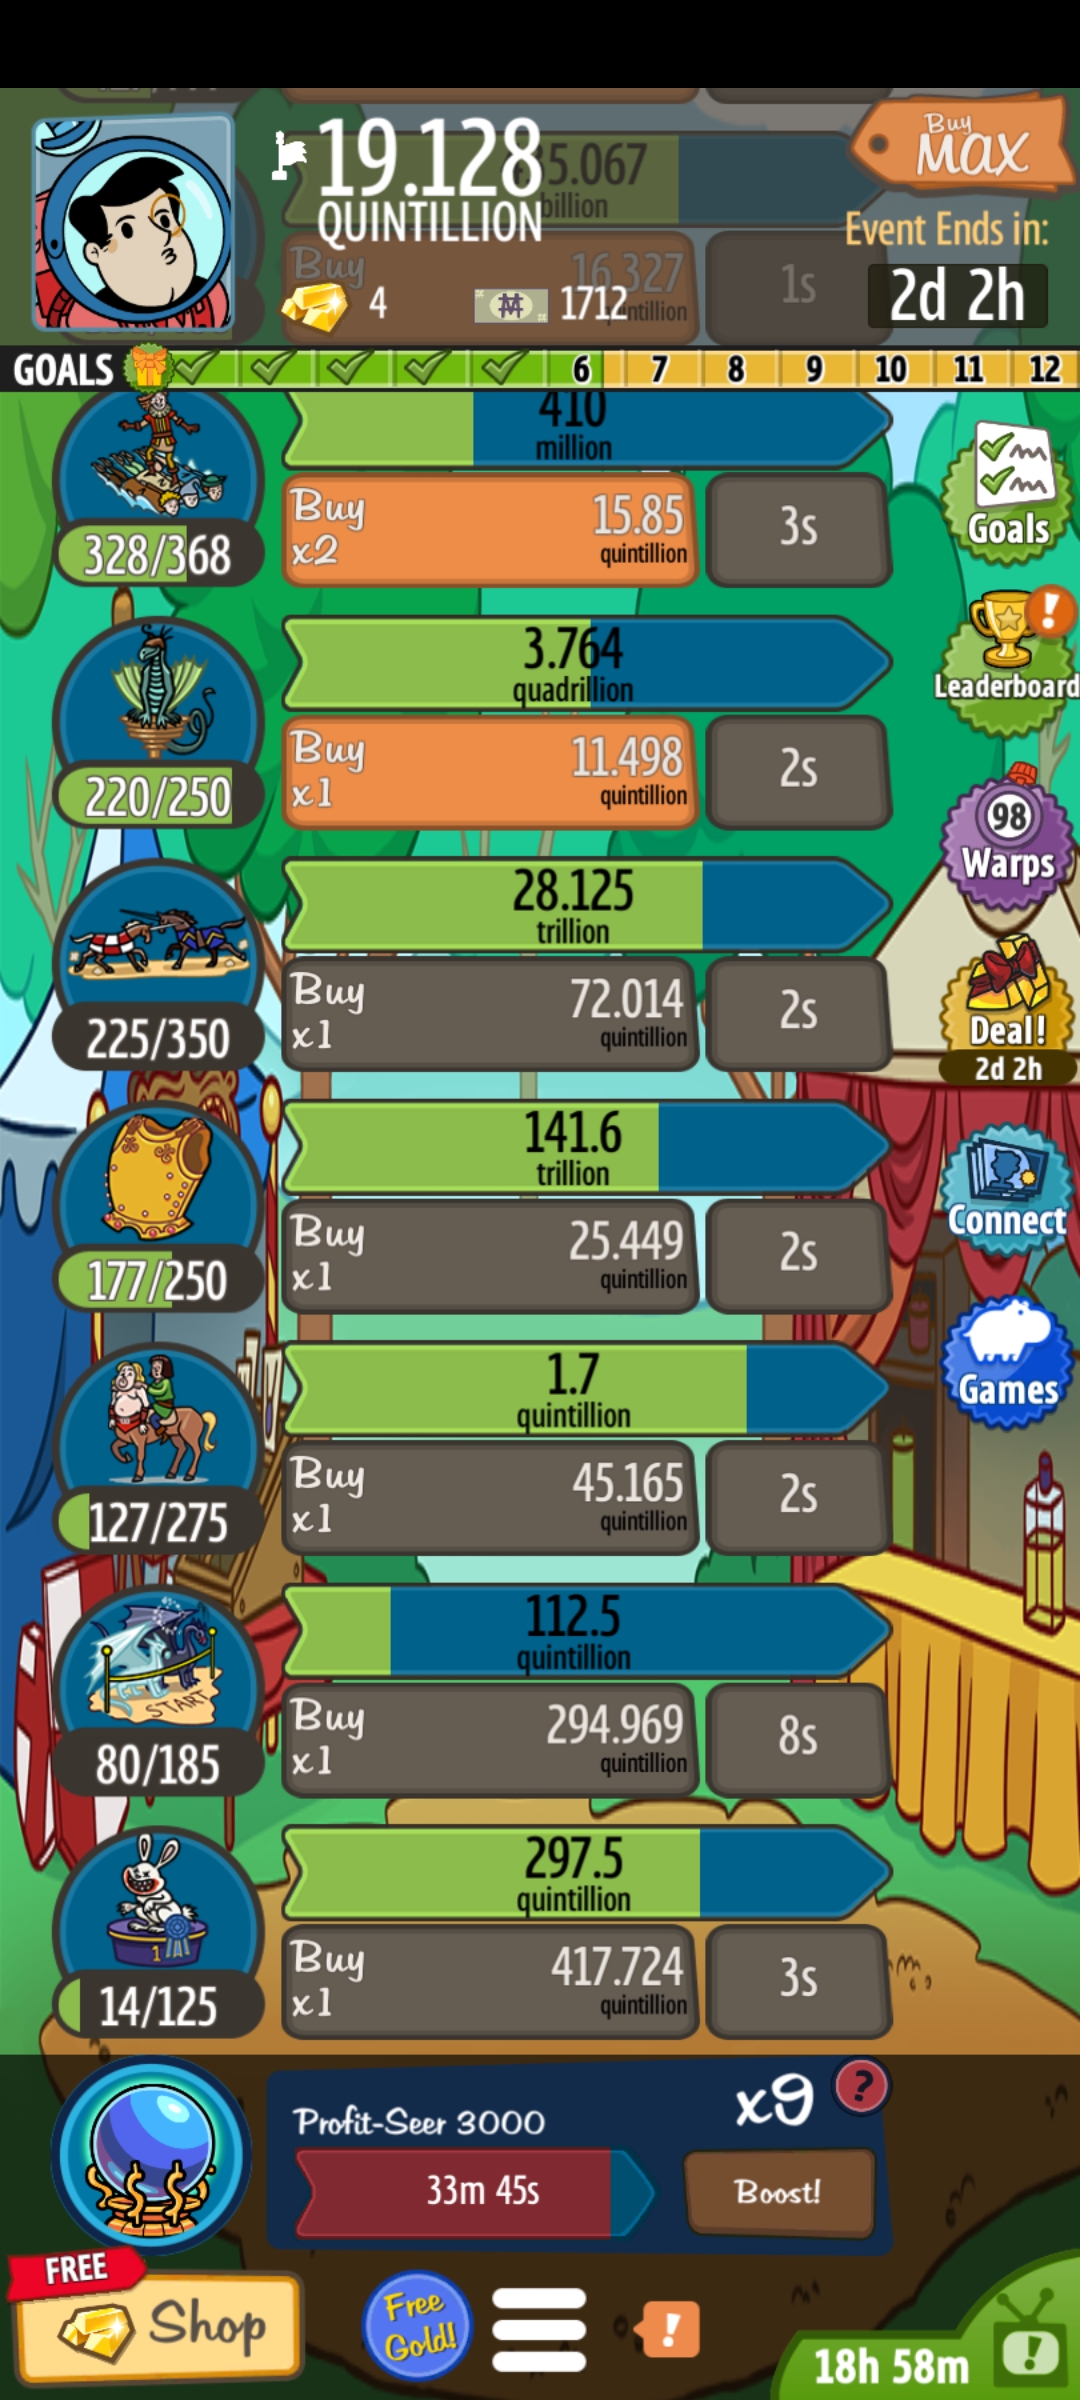 19.128
QUINTILLION
Buy
MAX
Event Ends in:
2d 2h
4
1712
5.067
billion
Buy
16.327
1s
GOALS
6
7
8
9
10
11
12
410
million
Buy
x2
15.85
quintillion
3s
328/368
Goals
3.764
quadrillion
Buy
x1
11.498
quintillion
2s
220/250
Leaderboard
!
98
Warps
28.125
trillion
Buy
x1
72.014
quintillion
2s
225/350
Deal!
2d 2h
141.6
trillion
Buy
x1
25.449
quintillion
2s
177/250
Connect
1.7
quintillion
Buy
x1
45.165
quintillion
2s
127/275
Games
112.5
quintillion
Buy
x1
294.969
quintillion
8s
80/185
START
297.5
quintillion
Buy
x1
417.724
quintillion
3s
14/125
1
Profit-Seer 3000
x9
?
33m 45s
Boost!
FREE
Shop
Free
Gold!
!
18h 58m
!